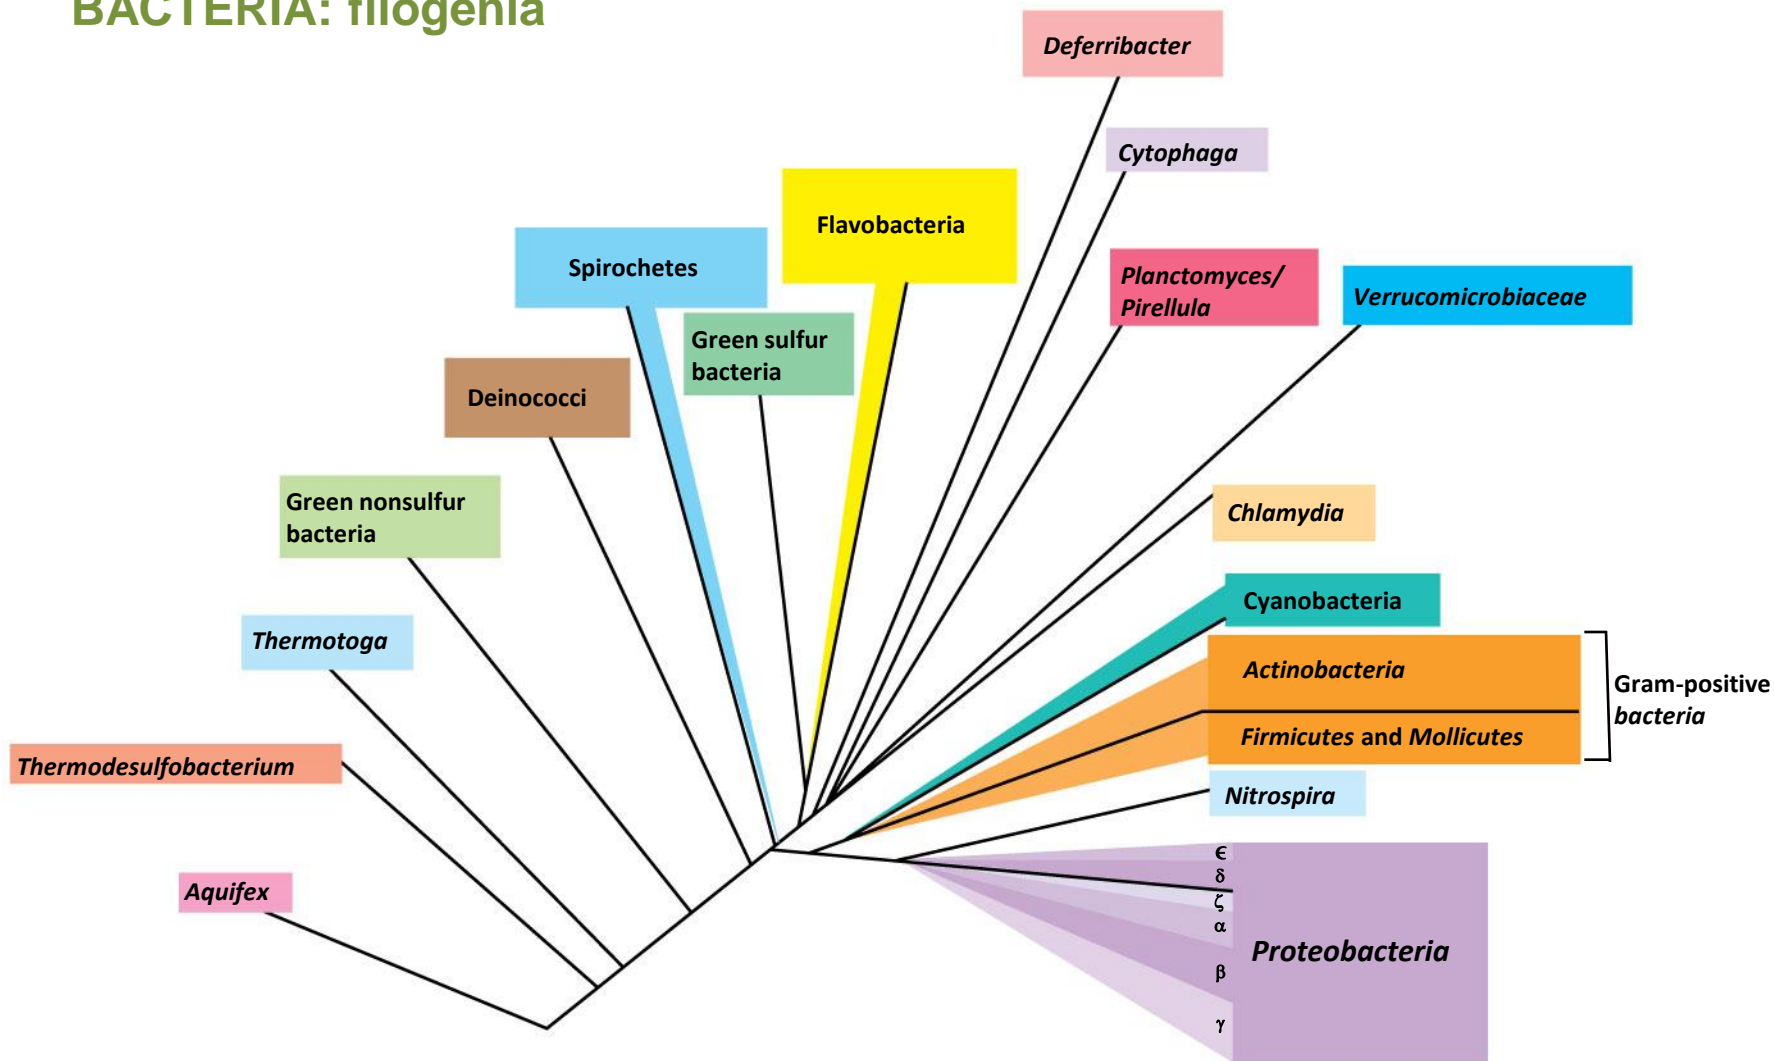 BACTERIA: filogenia
Deferribacter
Cytophaga
Flavobacteria
Spirochetes
Planctomyces/
Pirellula
Verrucomicrobiaceae
Green sulfur
bacteria
Deinococci
Green nonsulfur
bacteria
Chlamydia
Cyanobacteria
Thermotoga
Actinobacteria
Gram-positive
bacteria
Firmicutes and Mollicutes
Thermodesulfobacterium
Nitrospira
Aquifex
ϵ
δ
ζ
α
β
γ
Proteobacteria